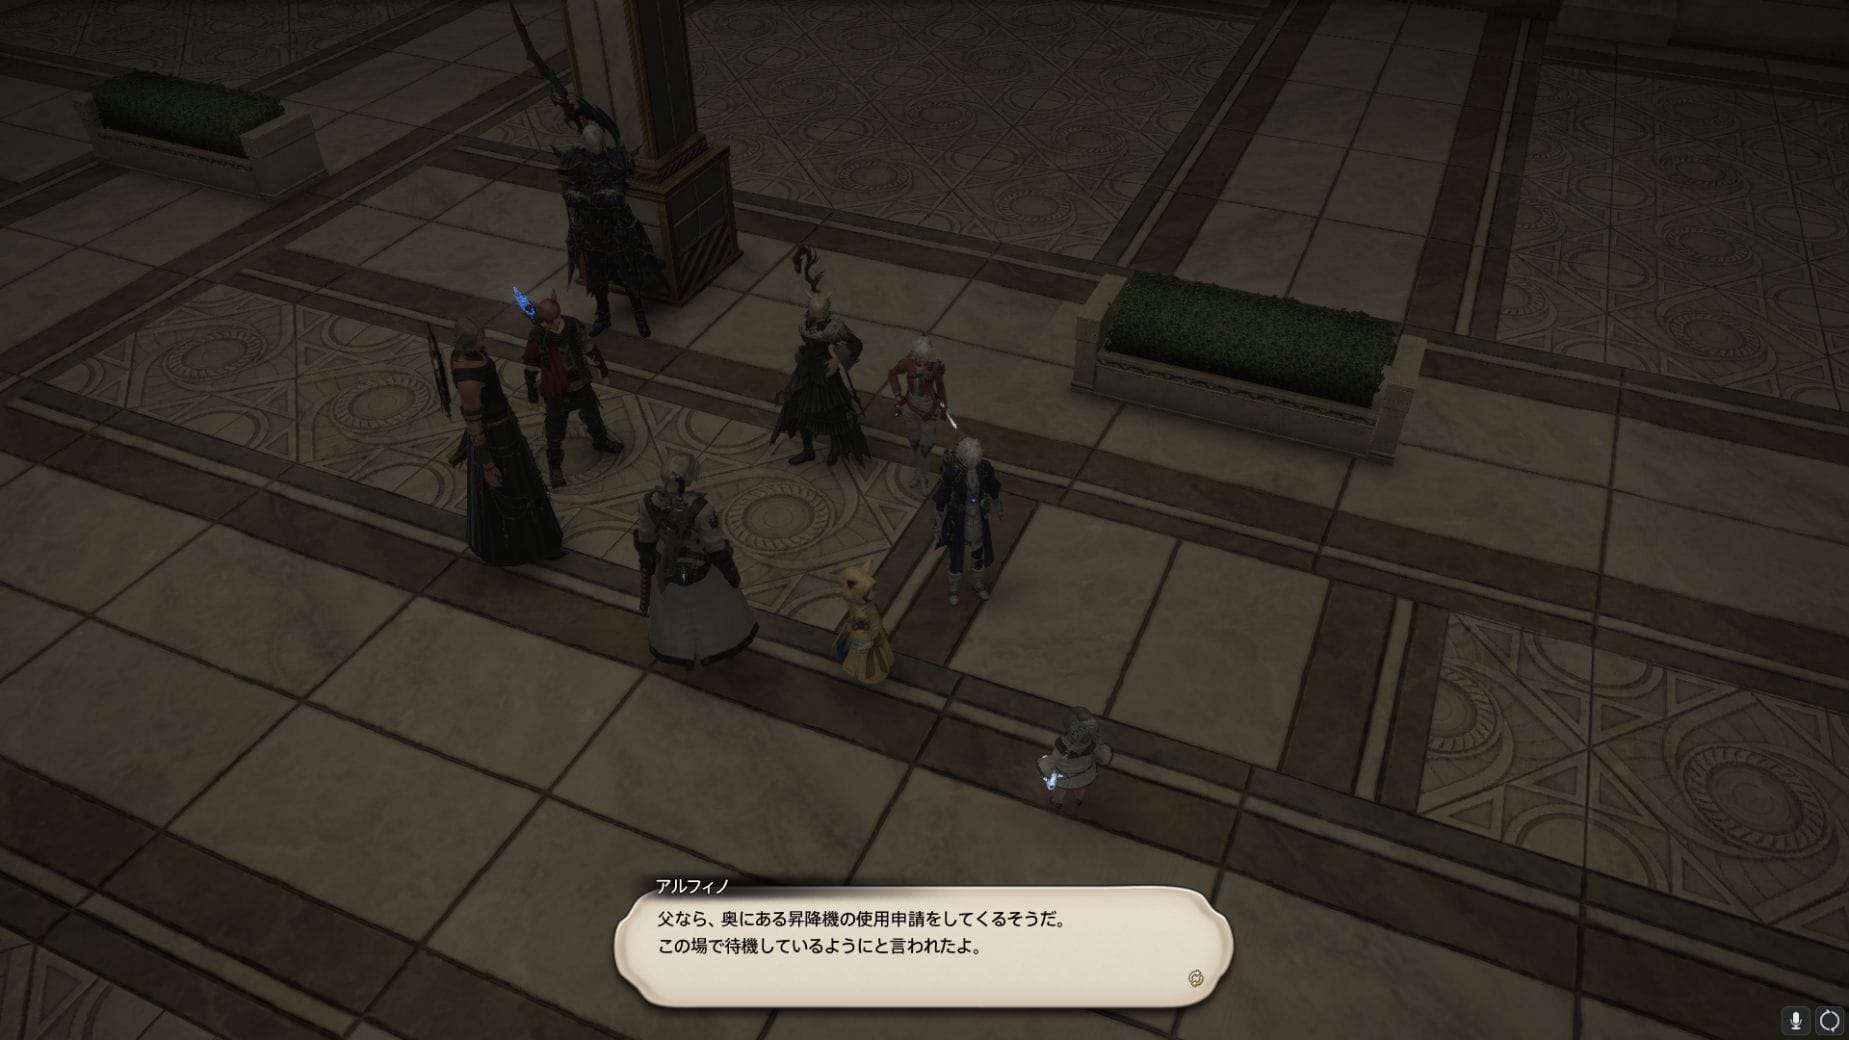 アルフィノ
父なら、奥にある昇降機の使用申請をしてくるそうだ。
この場で待機しているようにと言われたよ。